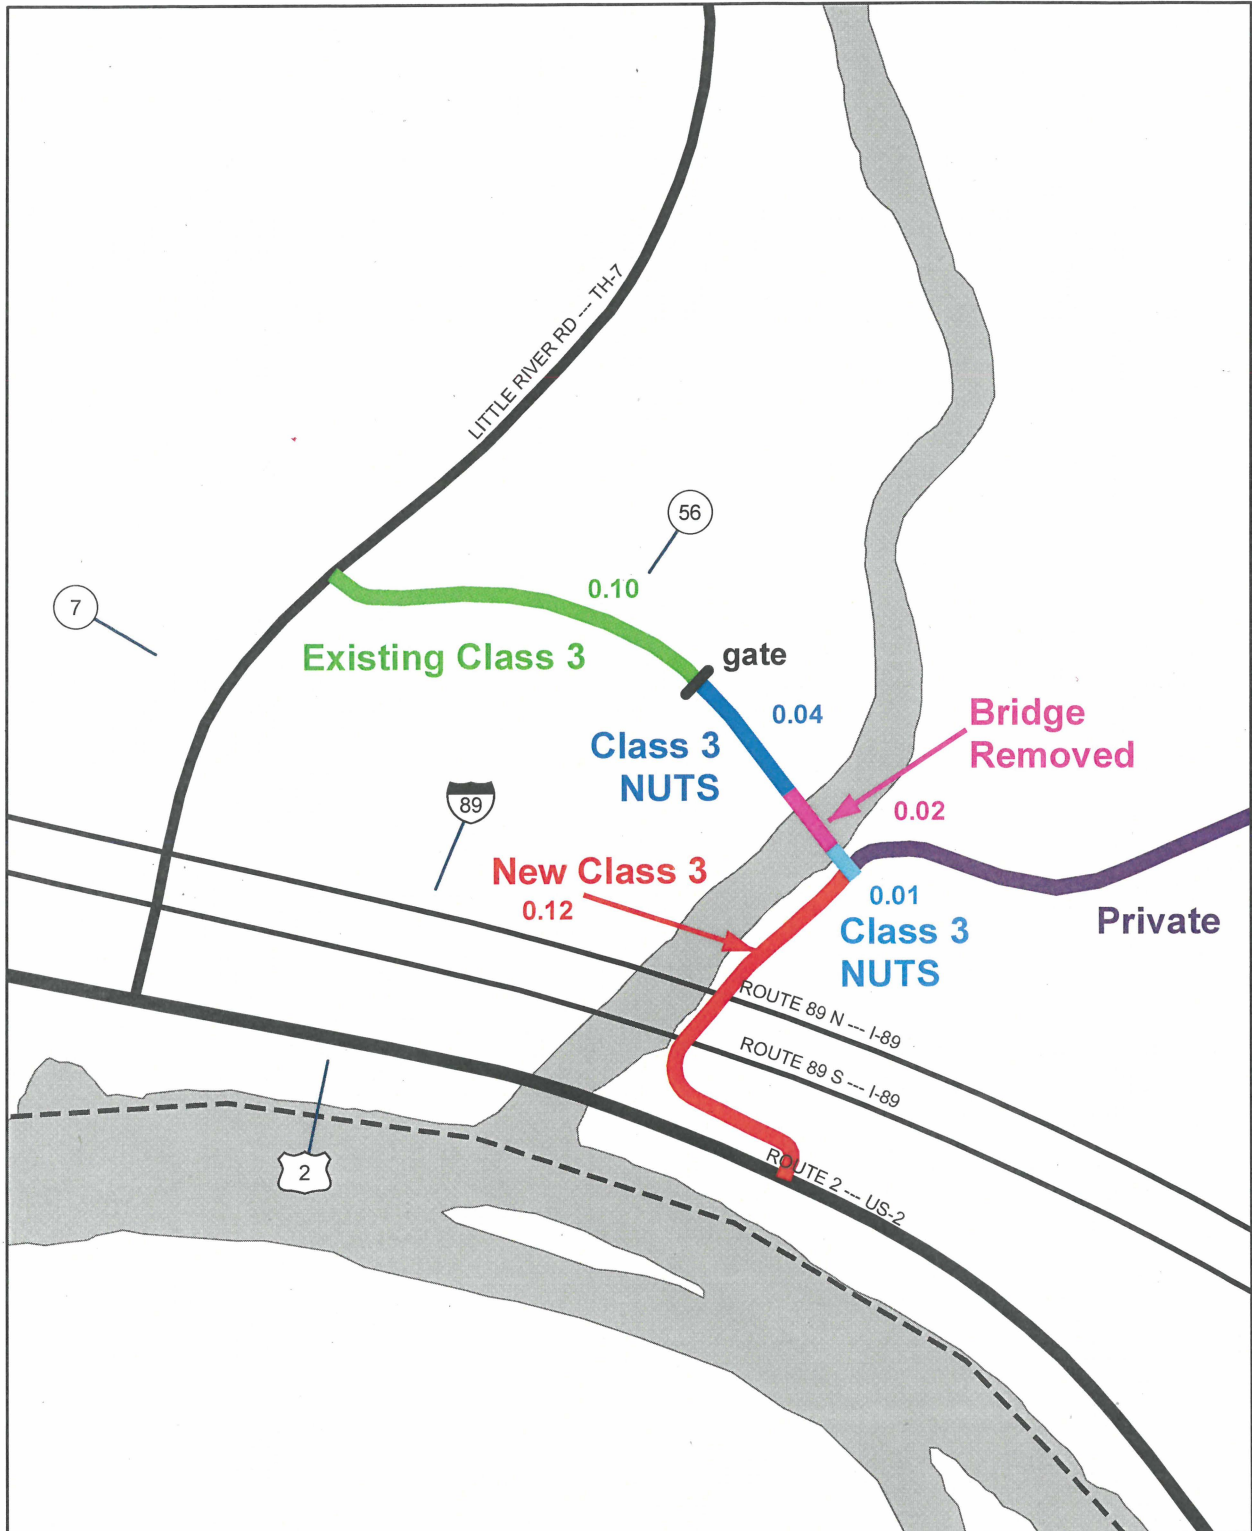 LITTLE RIVER RD --- TH-7
56
7
0.10
Existing Class 3
gate
0.04
Class 3
NUTS
Bridge
Removed
0.02
89
New Class 3
0.12
0.01
Class 3
NUTS
Private
ROUTE 89 N --- I-89
ROUTE 89 S --- I-89
ROUTE 2 --- US-2
2